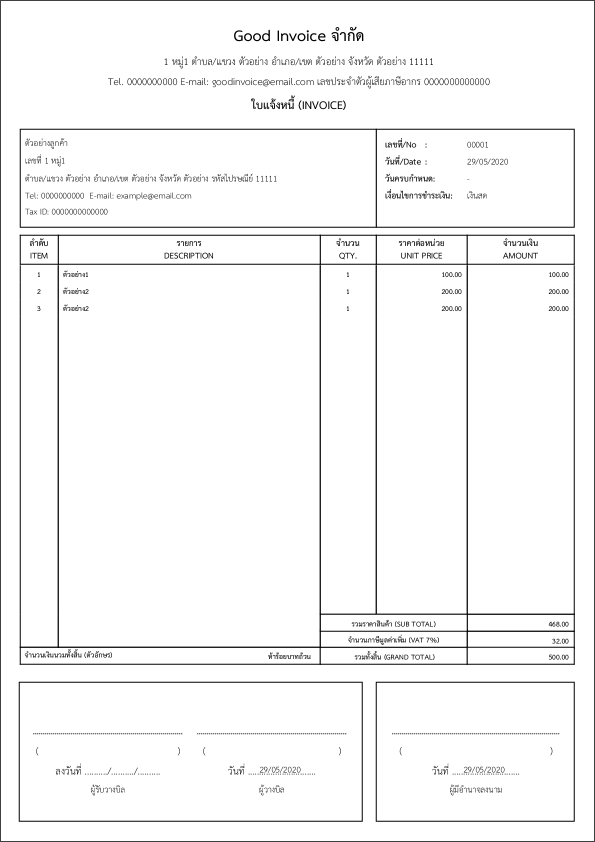 Good Invoice จำกัด
1 หมู่1 ตำบล/แขวง ตัวอย่าง อำเภอ/เขต ตัวอย่าง จังหวัด ตัวอย่าง 11111
Tel. 0000000000 E-mail: goodinvoice@email.com เลขประจำตัวผู้เสียภาษีอากร 0000000000000
ใบแจ้งหนี้ (INVOICE)
ตัวอย่างลูกค้า
เลขที่ 1 หมู่1
ตำบล/แขวง ตัวอย่าง อำเภอ/เขต ตัวอย่าง จังหวัด ตัวอย่าง รหัสไปรษณีย์ 11111
Tel: 0000000000 E-mail: example@email.com
Tax ID: 0000000000000
เลขที่/No : 00001
วันที่/Date : 29/05/2020
วันครบกำหนด: -
เงื่อนไขการชำระเงิน: เงินสด
ลำดับ รายการ จำนวน ราคาต่อหน่วย จำนวนเงิน
ITEM DESCRIPTION QTY. UNIT PRICE AMOUNT
1 ตัวอย่าง1 1 100.00 100.00
2 ตัวอย่าง2 1 200.00 200.00
3 ตัวอย่าง2 1 200.00 200.00
รวมราคาสินค้า (SUB TOTAL) 468.00
จำนวนภาษีมูลค่าเพิ่ม (VAT 7%) 32.00
จำนวนเงินนวมทั้งสิ้น (ตัวอักษร) ห้าร้อยบาทถ้วน รวมทั้งสิ้น (GRAND TOTAL) 500.00
( ) ( ) ( )
ลงวันที่ ........../........../.......... วันที่ .....29/05/2020..... วันที่ .....29/05/2020.....
ผู้รับวางบิล ผู้วางบิล ผู้มีอำนาจลงนาม